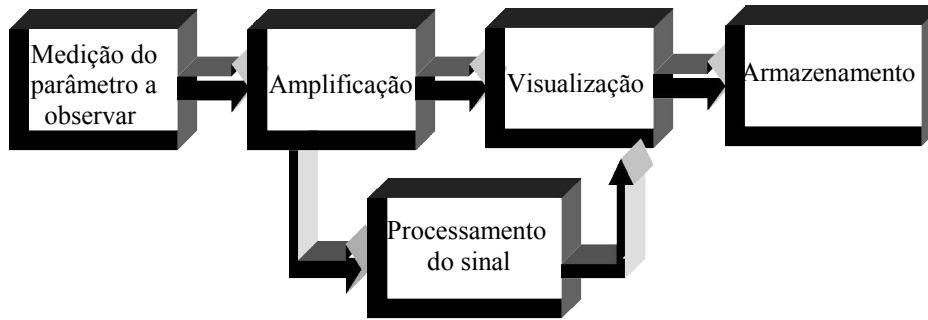 Medição do
parâmetro a
observar
Amplificação
Visualização
Armazenamento
Processamento
do sinal